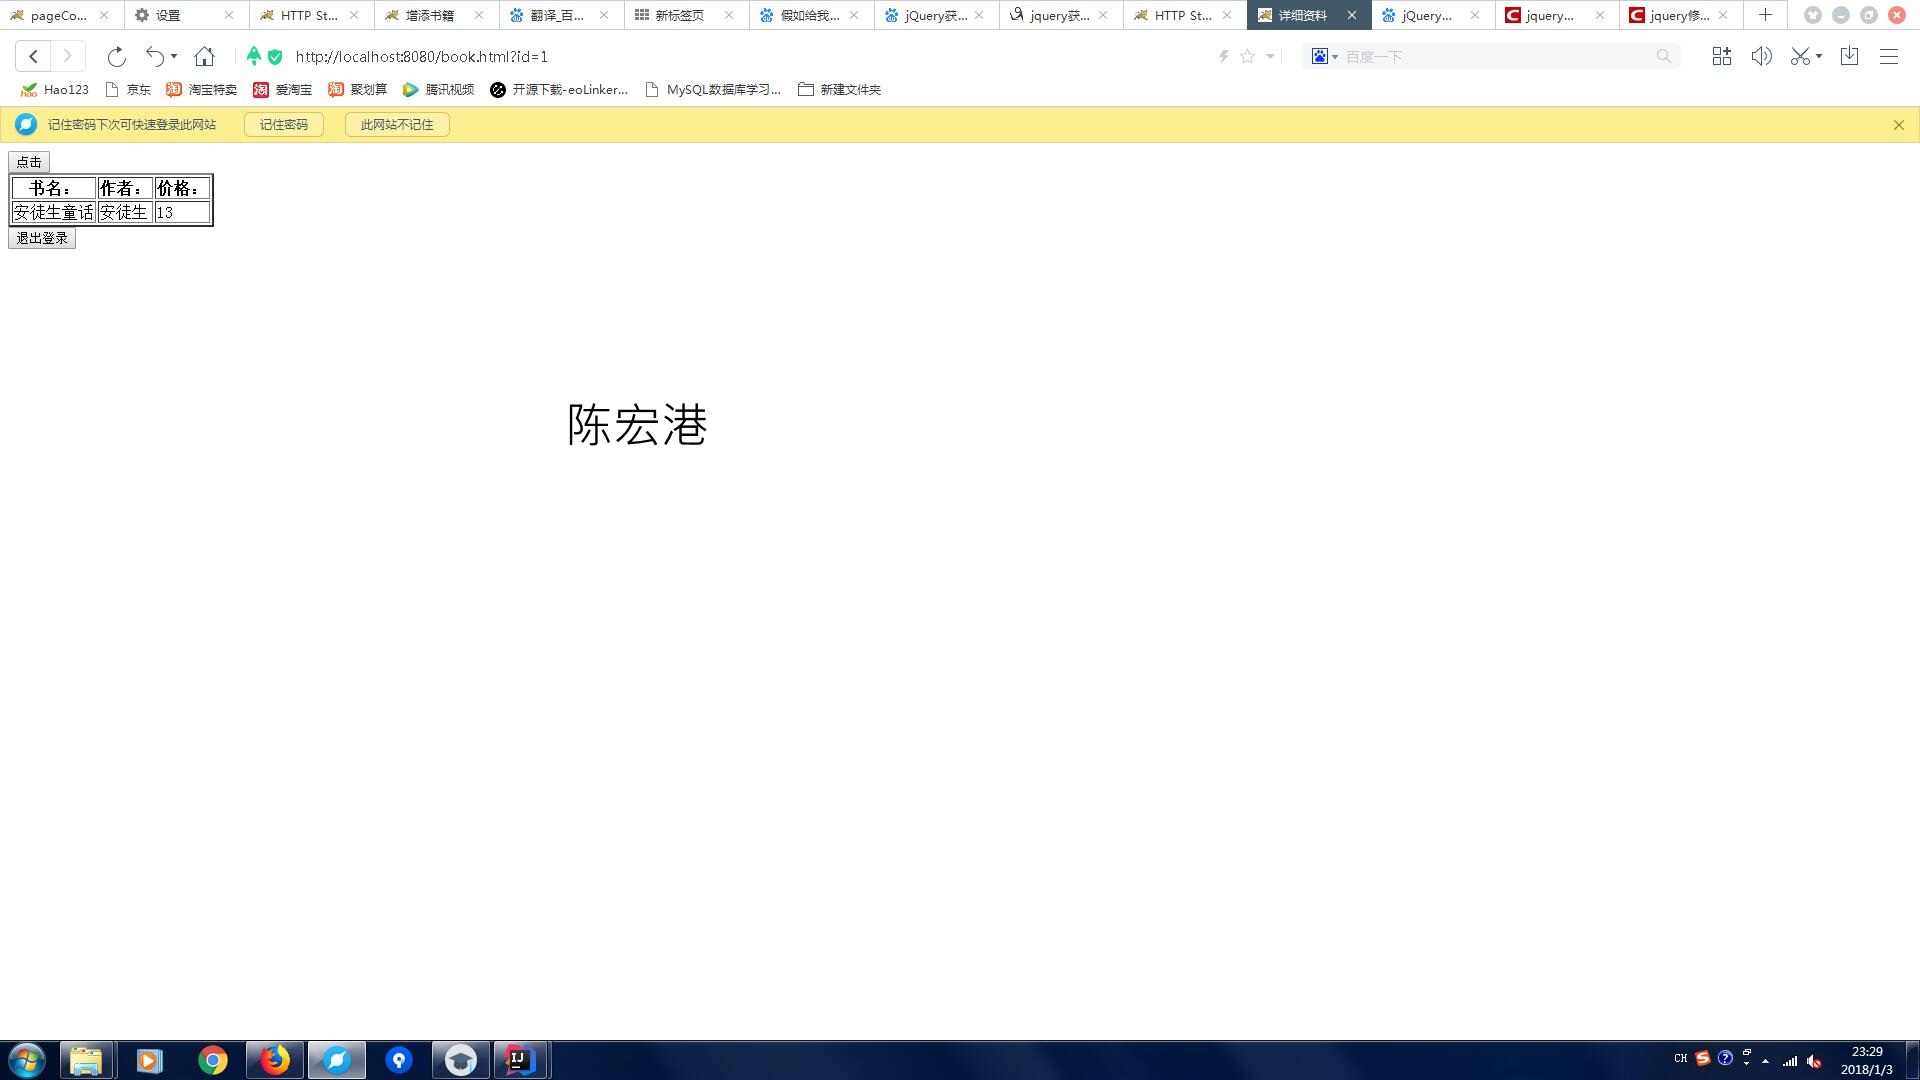 pageCo... 设置 HTTP St... 增添书籍 翻译_百... 新标签页 假如给我... jQuery获... jquery获... HTTP St... 详细资料 jQuery... jquery... jquery修...
http://localhost:8080/book.html?id=1 百度一下
Hao123 京东 淘宝特卖 爱淘宝 聚划算 腾讯视频 开源下载-eoLinker... MySQL数据库学习... 新建文件夹
记住密码下次可快速登录此网站 记住密码 此网站不记住
点击
书名： 作者： 价格：
安徒生童话 安徒生 13
退出登录
陈宏港
CH 23:29
2018/1/3